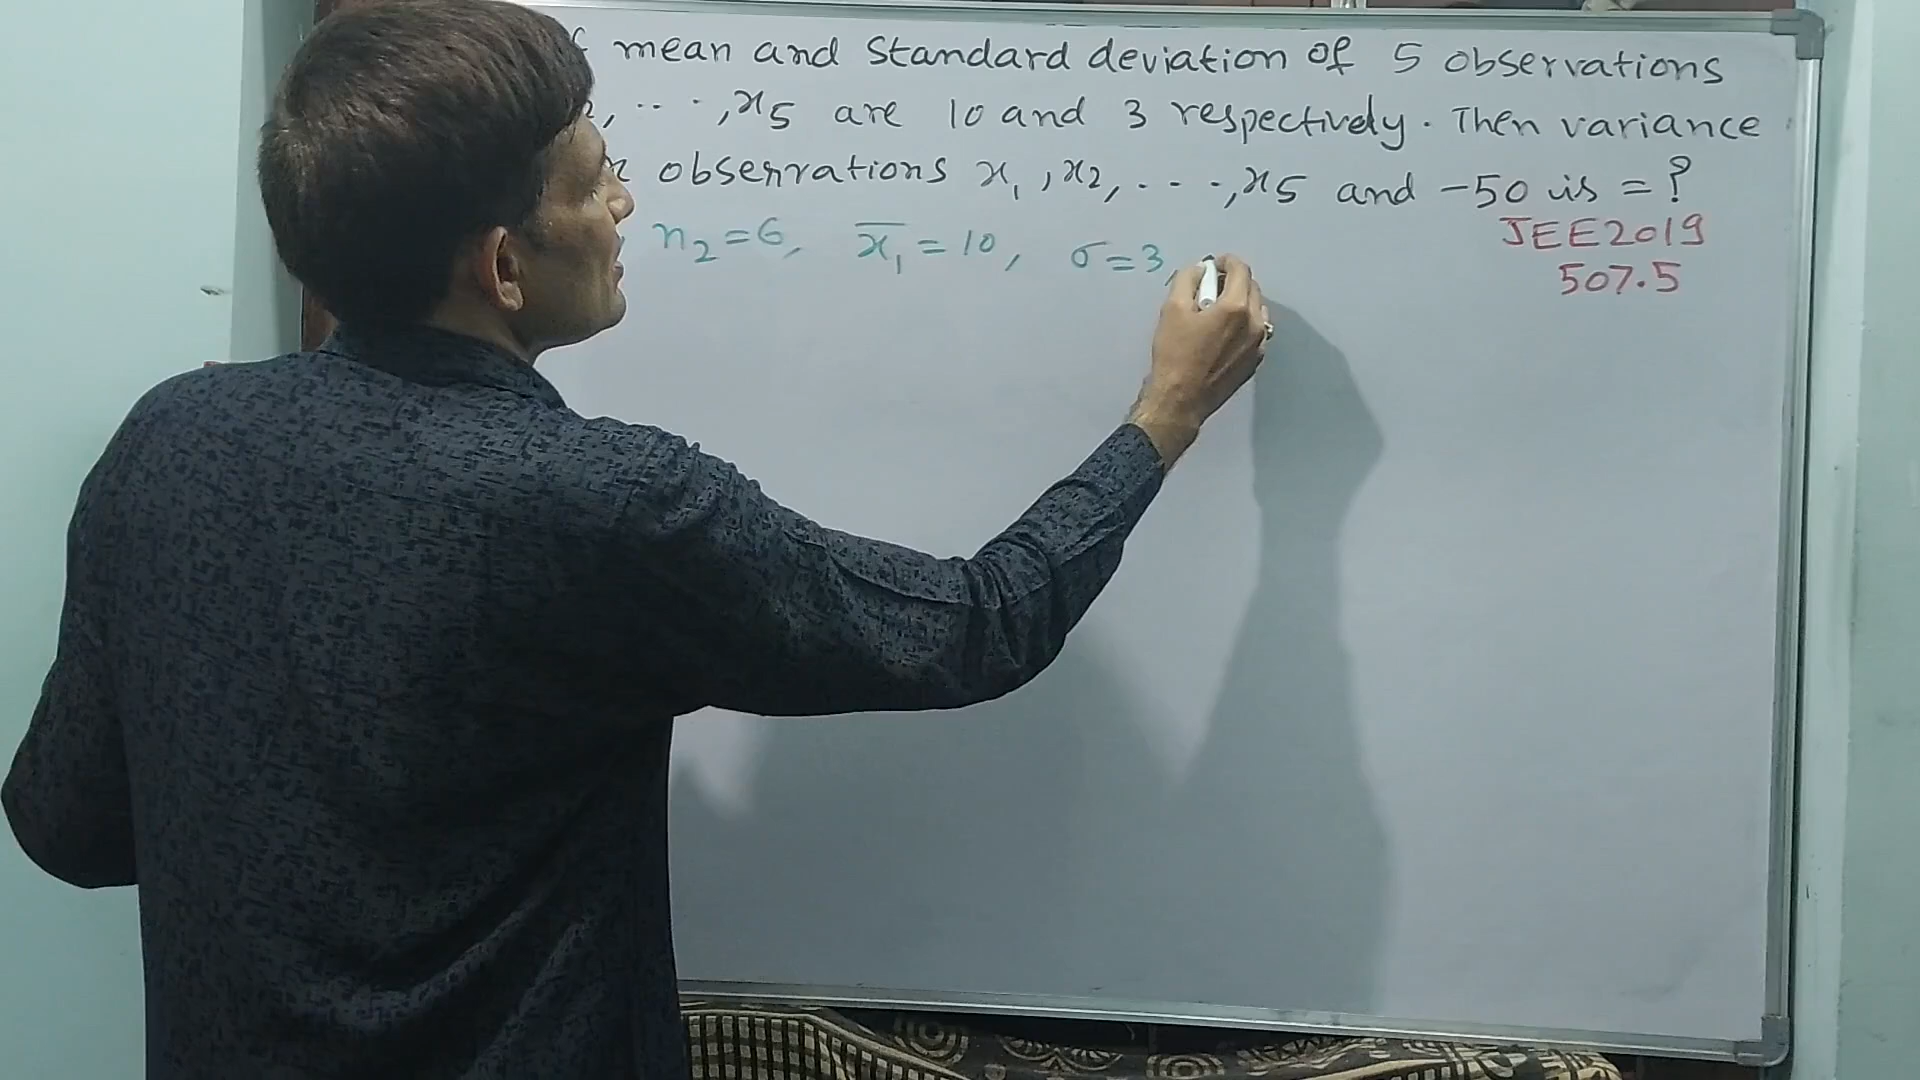 mean and standard deviation of 5 observations
, ..., x5 are 10 and 3 respectively. Then variance
observations x₁, x₂, ..., x5 and -50 is = ?
n₂ = 6, x̄₁ = 10, σ = 3,
JEE2019
507.5